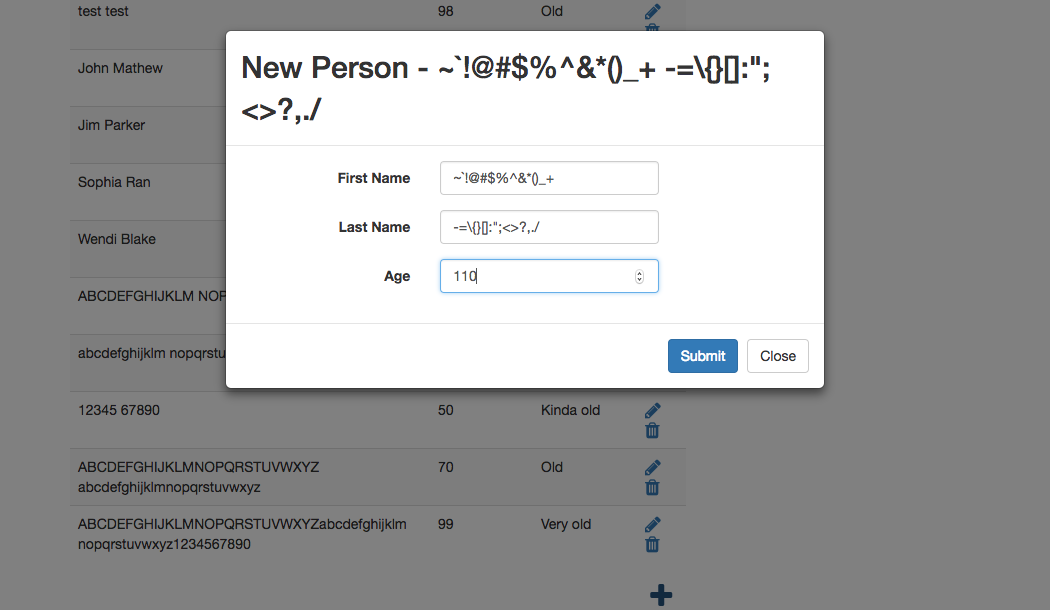 test test 98 Old
New Person - ~`!@#$%^&*()_+ -=\{}[]:";
<>?,./
John Mathew
Jim Parker
Sophia Ran
Wendi Blake
ABCDEFGHIJKLM NOP
abcdefghijklm nopqrstu
First Name ~`!@#$%^&*()_+
Last Name -=\{}[]:";<>?,./
Age 110
Submit Close
12345 67890 50 Kinda old
ABCDEFGHIJKLMNOPQRSTUVWXYZ 70 Old
abcdefghijklmnopqrstuvwxyz
ABCDEFGHIJKLMNOPQRSTUVWXYZabcdefghijklm 99 Very old
nopqrstuvwxyz1234567890